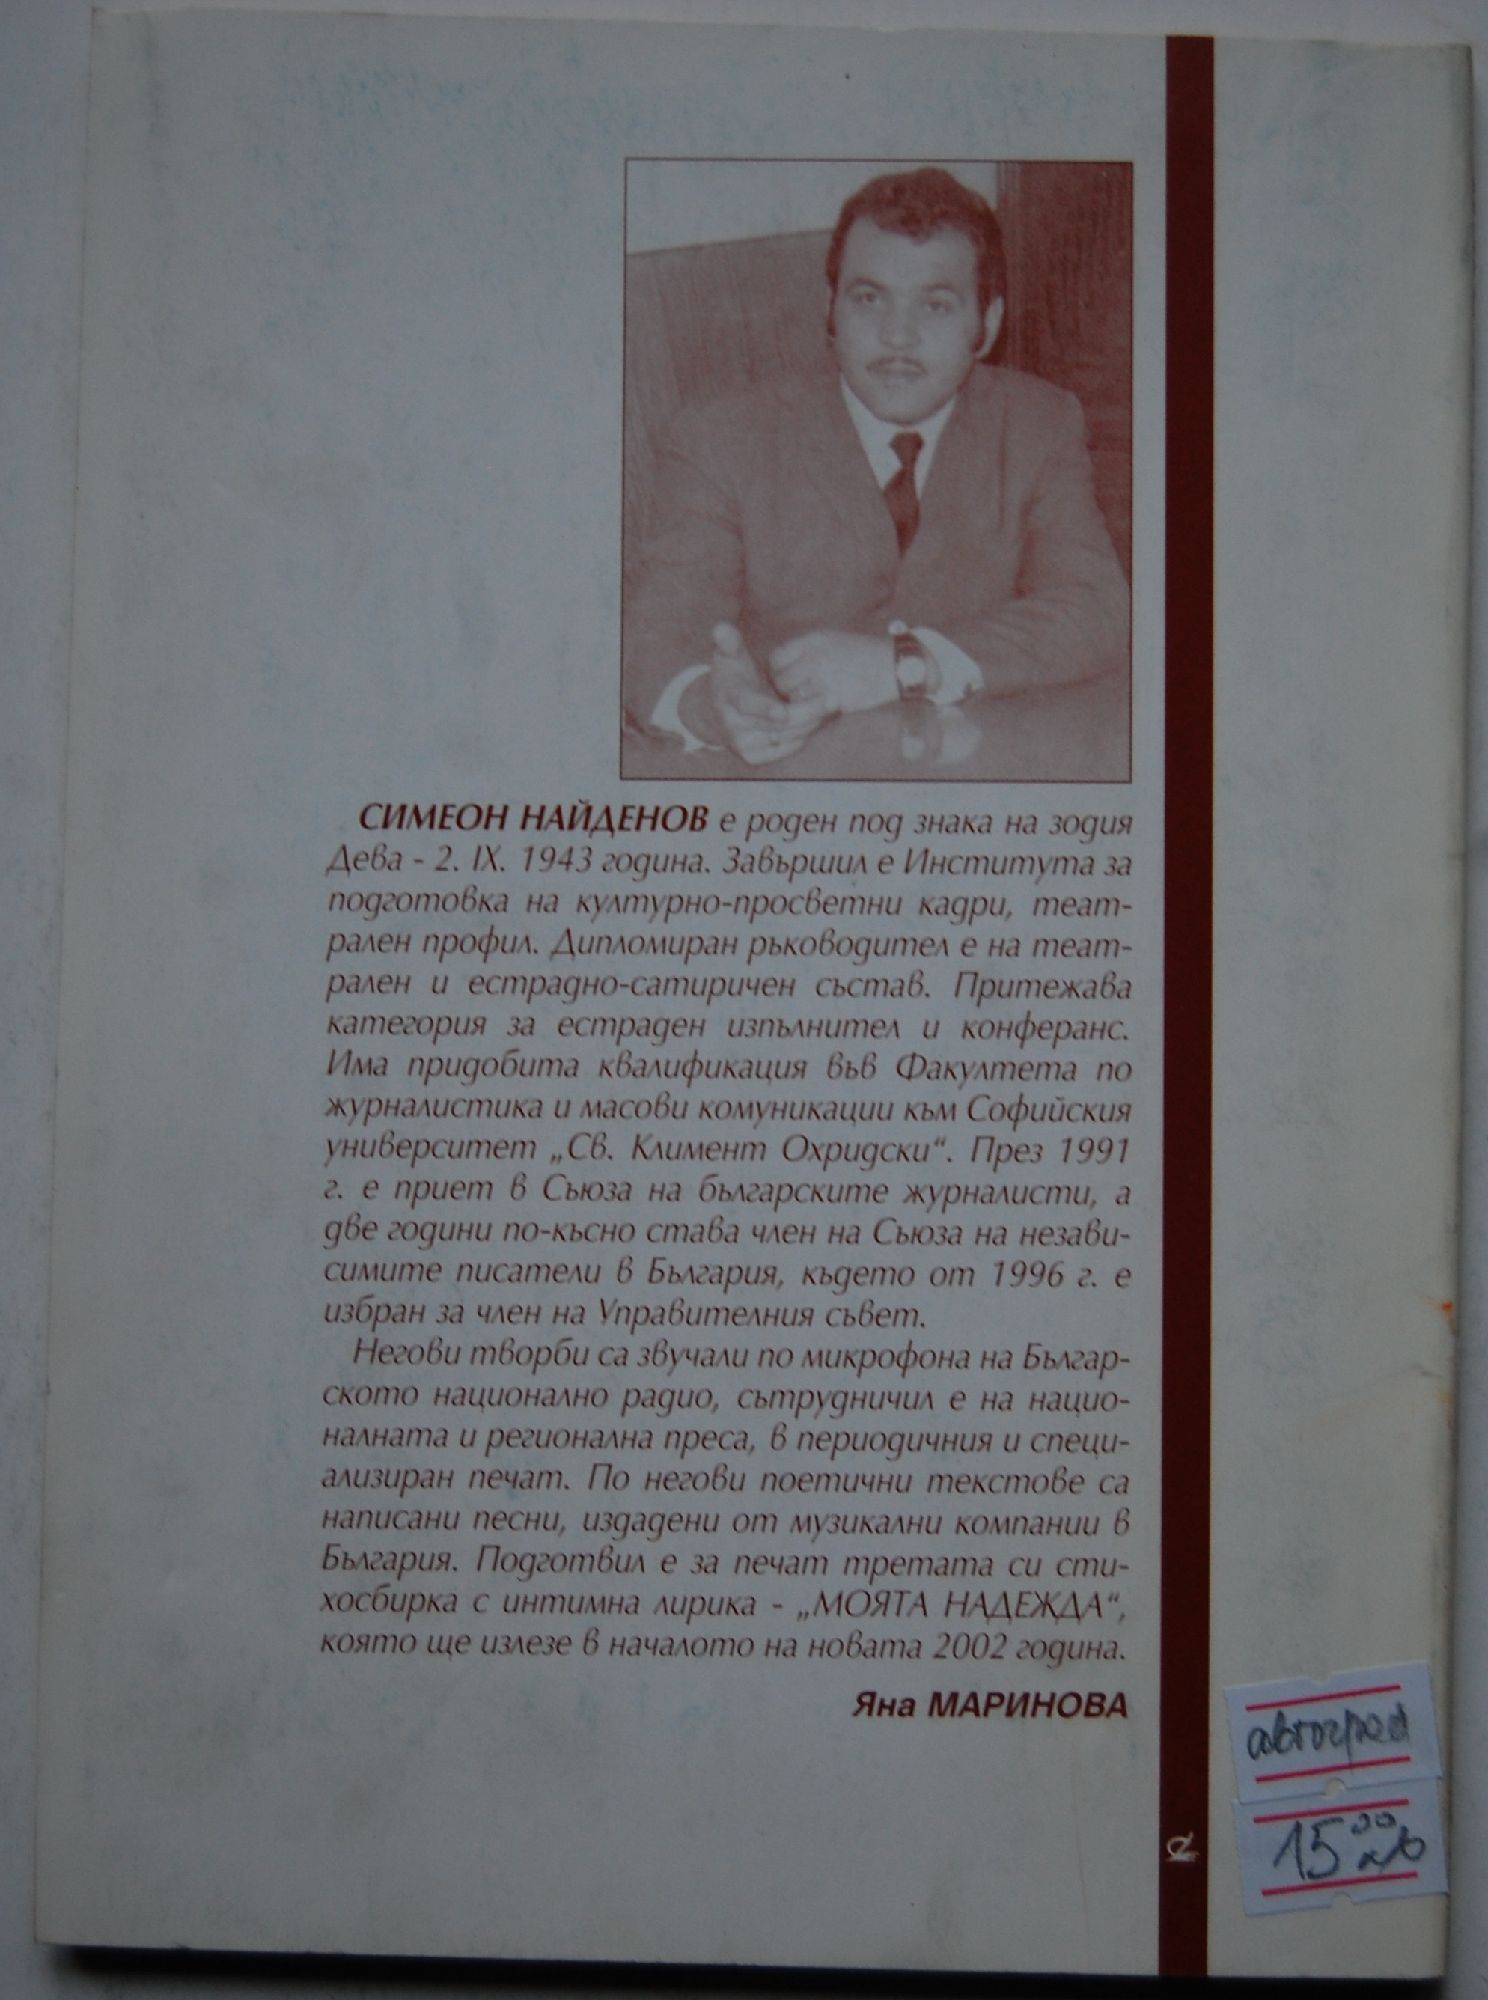 СИМЕОН НАЙДЕНОВ е роден под знака на зодия
Дева - 2. IX. 1943 година. Завършил е Института за
подготовка на културно-просветни кадри, теат-
рален профил. Дипломиран ръководител е на теат-
рален и естрадно-сатиричен състав. Притежава
категория за естраден изпълнител и конферанс.
Има придобита квалификация във Факултета по
журналистика и масови комуникации към Софийския
университет „Св. Климент Охридски“. През 1991
г. е приет в Съюза на българските журналисти, а
две години по-късно става член на Съюза на незави-
симите писатели в България, където от 1996 г. е
избран за член на Управителния съвет.
Негови творби са звучали по микрофона на Българ-
ското национално радио, сътрудничил е на нацио-
налната и регионална преса, в периодичния и специ-
ализиран печат. По негови поетични текстове са
написани песни, издадени от музикални компании в
България. Подготвил е за печат третата си сти-
хосбирка с интимна лирика - „МОЯТА НАДЕЖДА“,
която ще излезе в началото на новата 2002 година.
Яна МАРИНОВА
автограф
15.00 лв